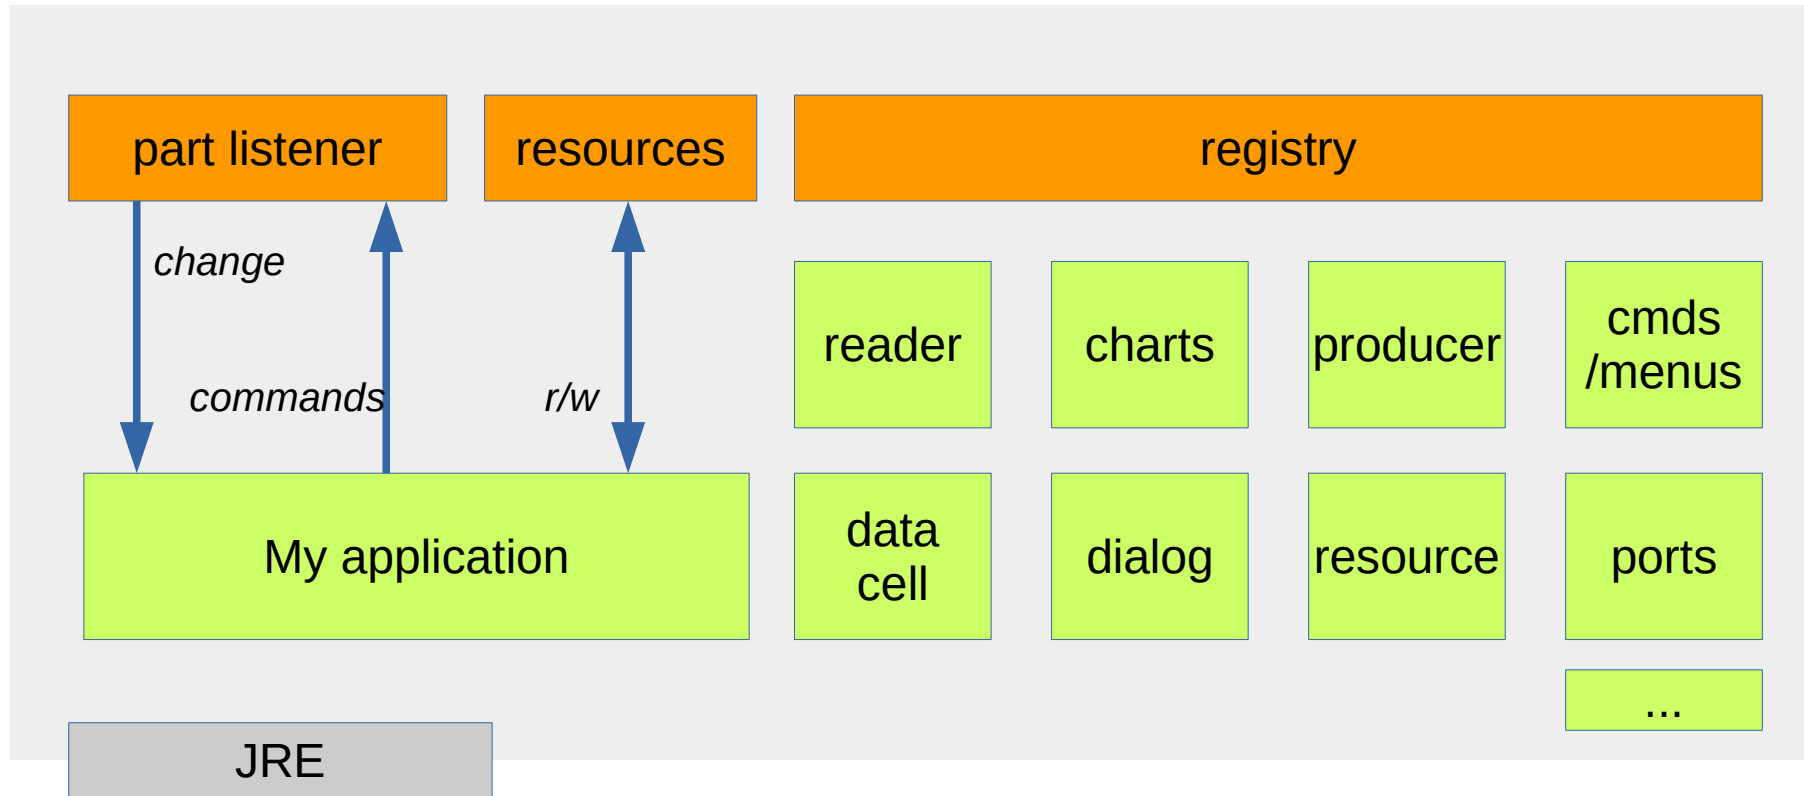 part listener
resources
registry
change
commands
r/w
reader
charts
producer
cmds
/menus
My application
data
cell
dialog
resource
ports
...
JRE